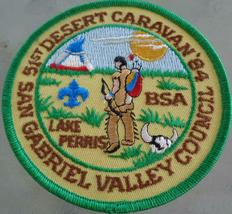 51ST DESERT CARAVAN '84
BSA
LAKE
PERRIS
SAN GABRIEL VALLEY COUNCIL